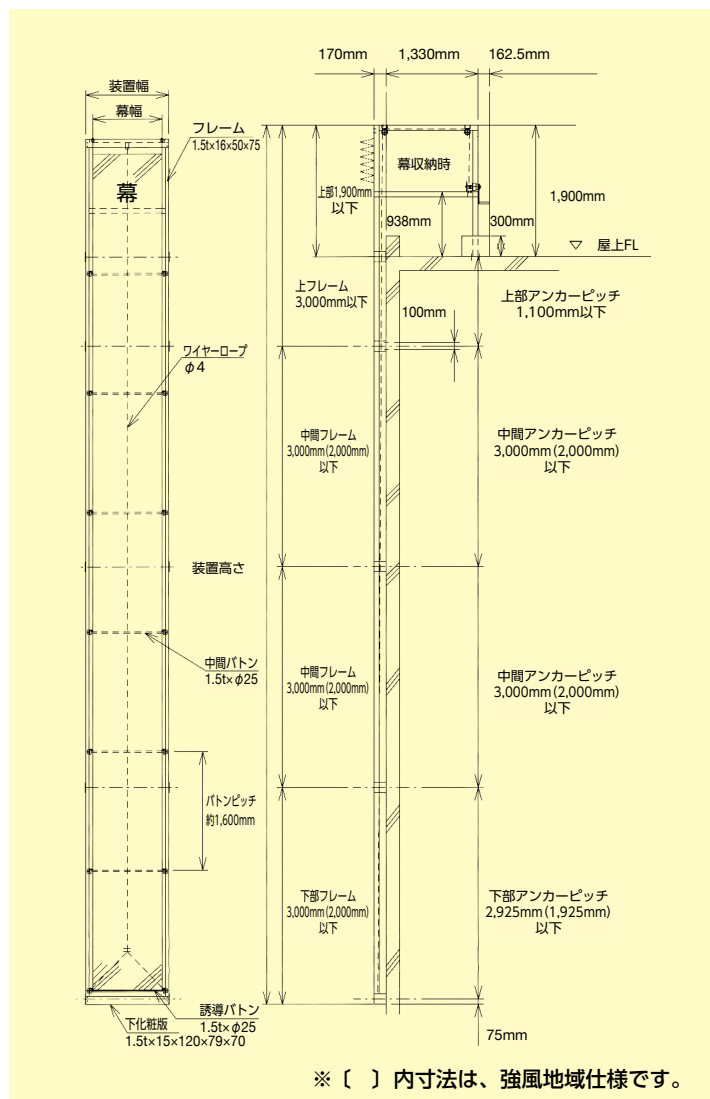 170mm 1,330mm 162.5mm
装置幅
幕幅
フレーム
1.5t×16×50×75
幕
幕収納時
上部1,900mm
以下
938mm
300mm
1,900mm
▽ 屋上FL
上フレーム
3,000mm以下
100mm
上部アンカーピッチ
1,100mm以下
ワイヤーロープ
φ4
中間フレーム
3,000mm(2,000mm)
以下
中間アンカーピッチ
3,000mm(2,000mm)
以下
装置高さ
中間バトン
1.5t×φ25
中間フレーム
3,000mm(2,000mm)
以下
中間アンカーピッチ
3,000mm(2,000mm)
以下
バトンピッチ
約1,600mm
下部フレーム
3,000mm(2,000mm)
以下
下部アンカーピッチ
2,925mm(1,925mm)
以下
誘導バトン
1.5t×φ25
下化粧版
1.5t×15×120×79×70
75mm
※〔 〕内寸法は、強風地域仕様です。